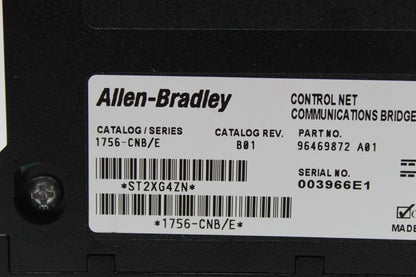 Allen-Bradley
CONTROL NET
COMMUNICATIONS BRIDGE
CATALOG / SERIES
CATALOG REV.
PART NO.
1756-CNB/E
B01
96469872 A01
SERIAL NO.
003966E1
*ST2XG4ZN*
*1756-CNB/E*
MADE